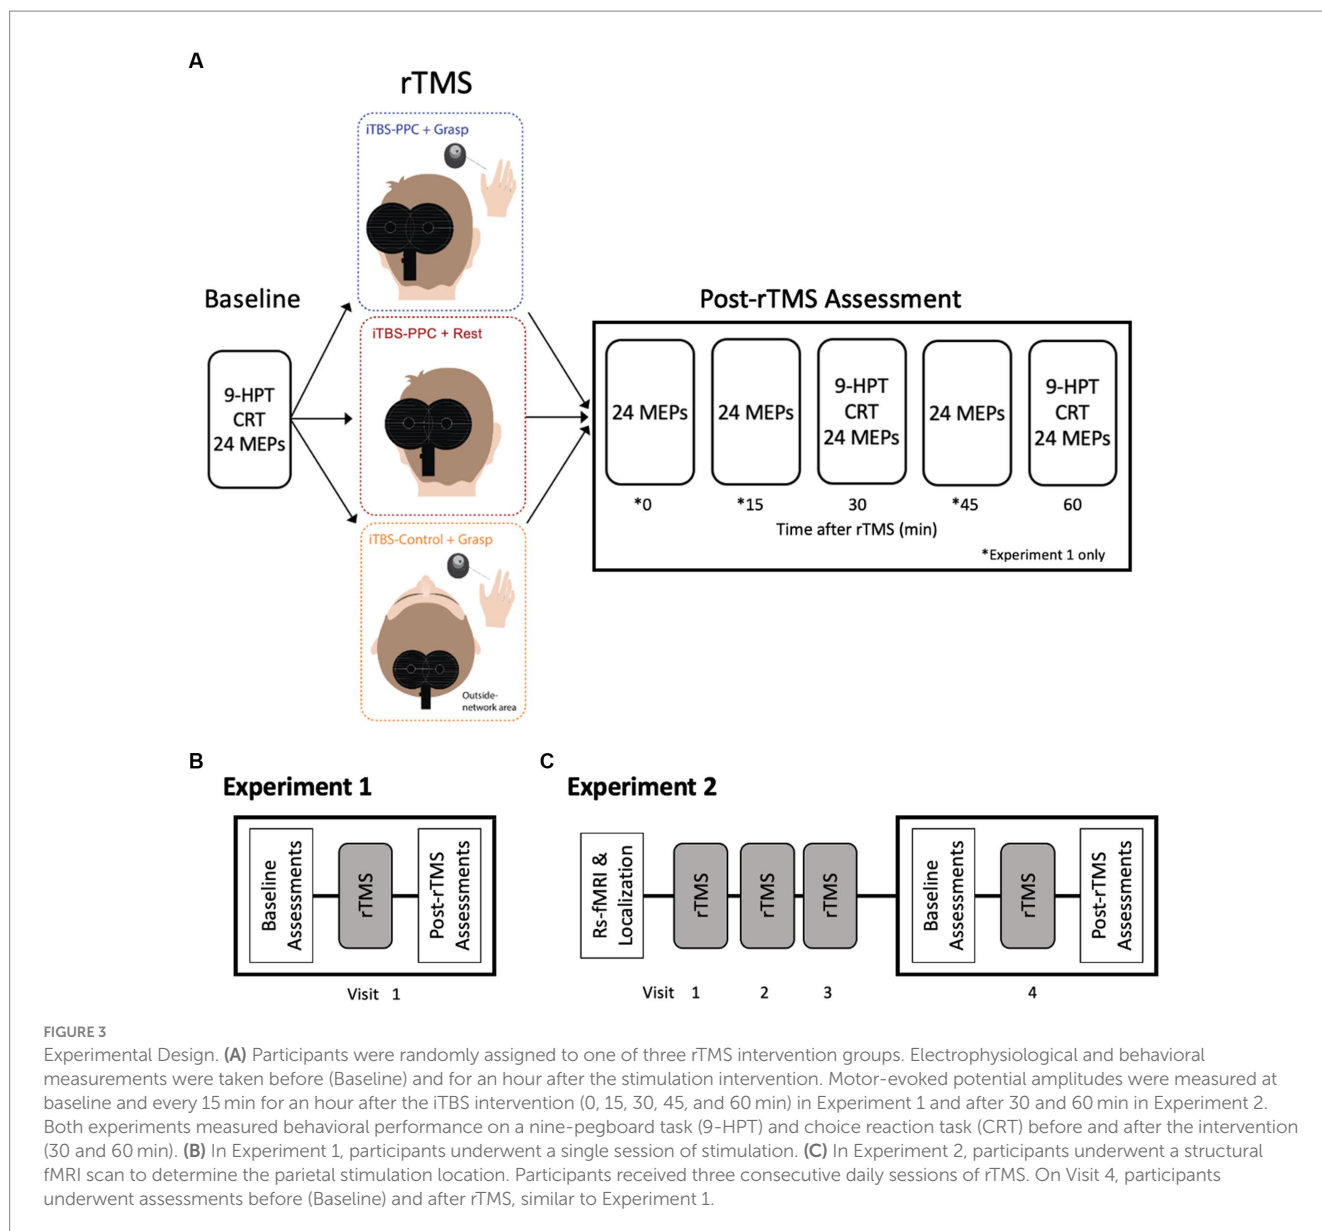 A
rTMS
iTBS-PPC + Grasp
Baseline
9-HPT
CRT
24 MEPs
iTBS-PPC + Rest
iTBS-Control + Grasp
Outside-
network area
Post-rTMS Assessment
24 MEPs
24 MEPs
9-HPT
CRT
24 MEPs
24 MEPs
9-HPT
CRT
24 MEPs
*0 *15 30 *45 60
Time after rTMS (min)
*Experiment 1 only
B
Experiment 1
Baseline
Assessments
rTMS
Post-rTMS
Assessments
Visit 1
C
Experiment 2
Rs-fMRI &
Localization
rTMS
rTMS
rTMS
Baseline
Assessments
rTMS
Post-rTMS
Assessments
Visit 1 2 3 4
FIGURE 3
Experimental Design. (A) Participants were randomly assigned to one of three rTMS intervention groups. Electrophysiological and behavioral
measurements were taken before (Baseline) and for an hour after the stimulation intervention. Motor-evoked potential amplitudes were measured at
baseline and every 15 min for an hour after the iTBS intervention (0, 15, 30, 45, and 60 min) in Experiment 1 and after 30 and 60 min in Experiment 2.
Both experiments measured behavioral performance on a nine-pegboard task (9-HPT) and choice reaction task (CRT) before and after the intervention
(30 and 60 min). (B) In Experiment 1, participants underwent a single session of stimulation. (C) In Experiment 2, participants underwent a structural
fMRI scan to determine the parietal stimulation location. Participants received three consecutive daily sessions of rTMS. On Visit 4, participants
underwent assessments before (Baseline) and after rTMS, similar to Experiment 1.